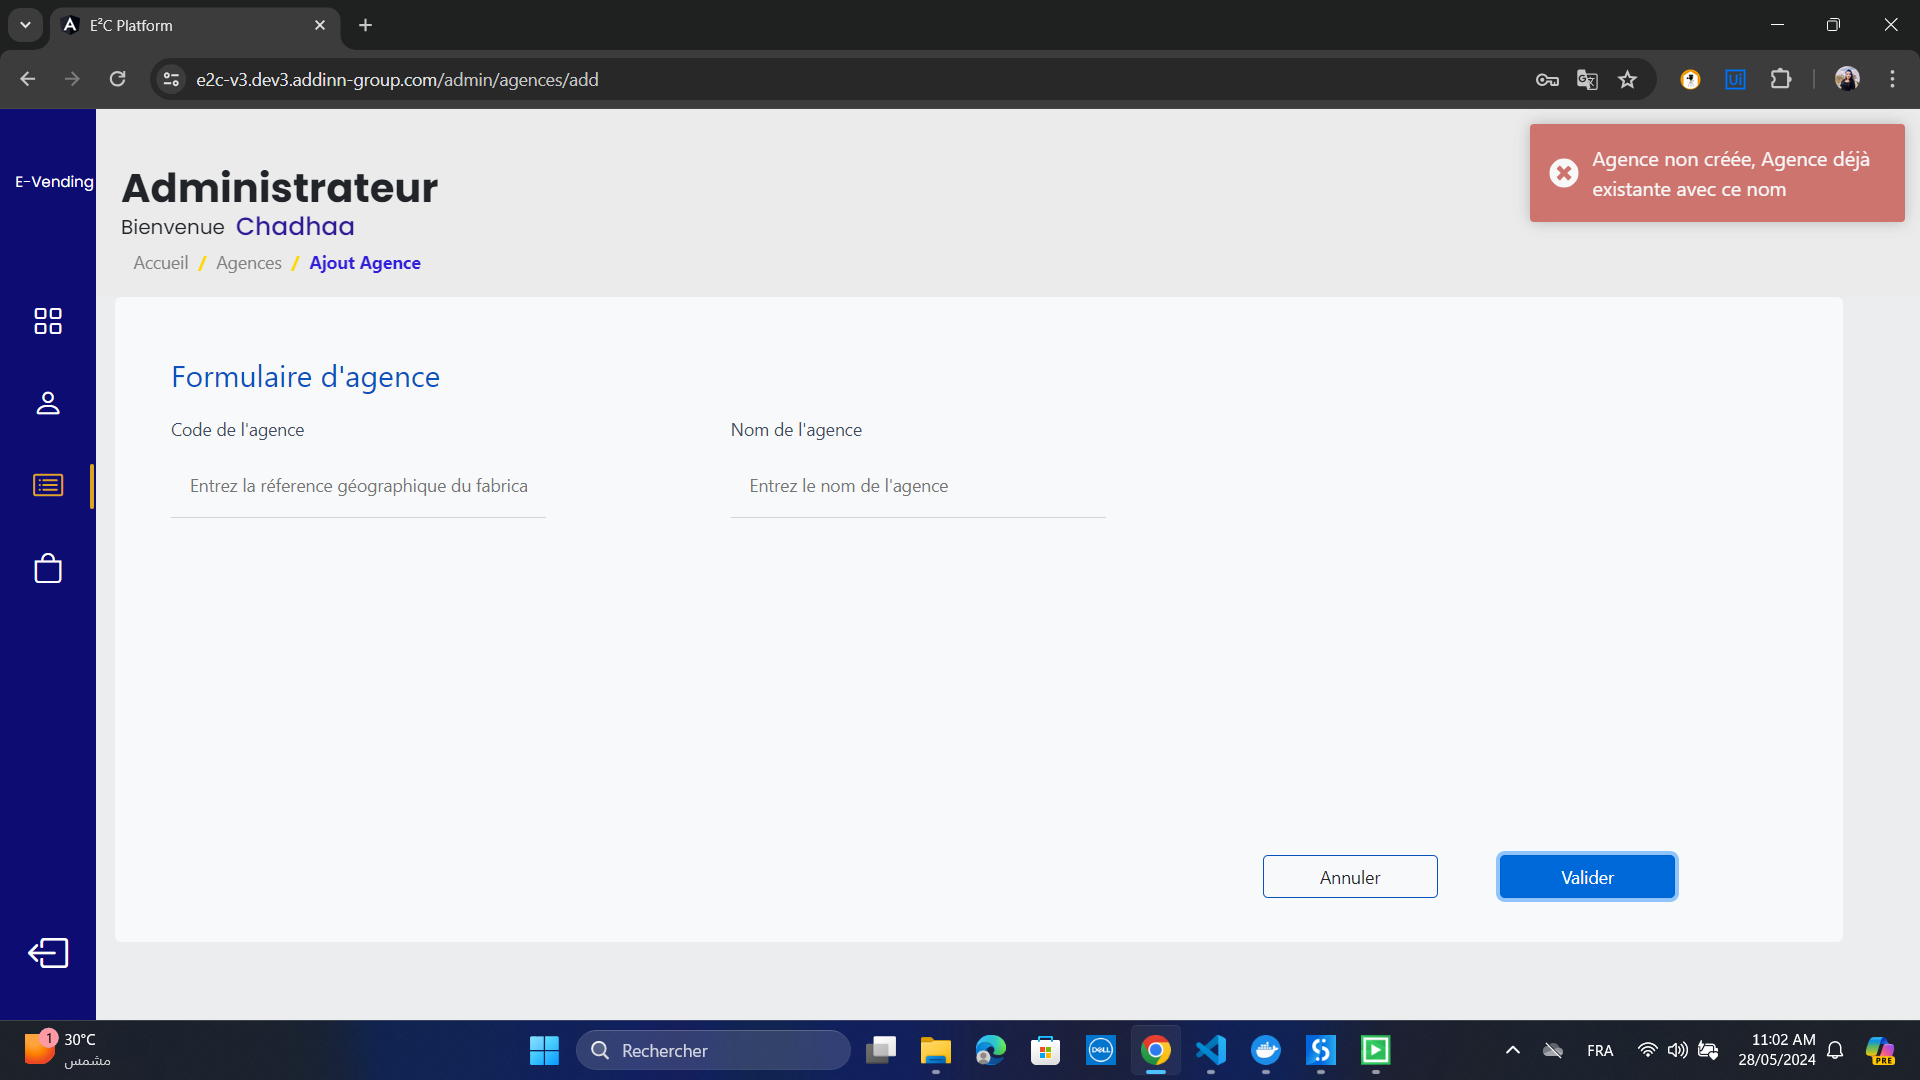 E²C Platform
e2c-v3.dev3.addinn-group.com/admin/agences/add
Ui
E-Vending
Administrateur
Bienvenue Chadhaa
Accueil / Agences / Ajout Agence
Agence non créée, Agence déjà
existante avec ce nom
Formulaire d'agence
Code de l'agence
Nom de l'agence
Entrez la réference géographique du fabrica
Entrez le nom de l'agence
Annuler
Valider
1
30°C
مشمس
Rechercher
DELL
FRA
11:02 AM
28/05/2024
PRE